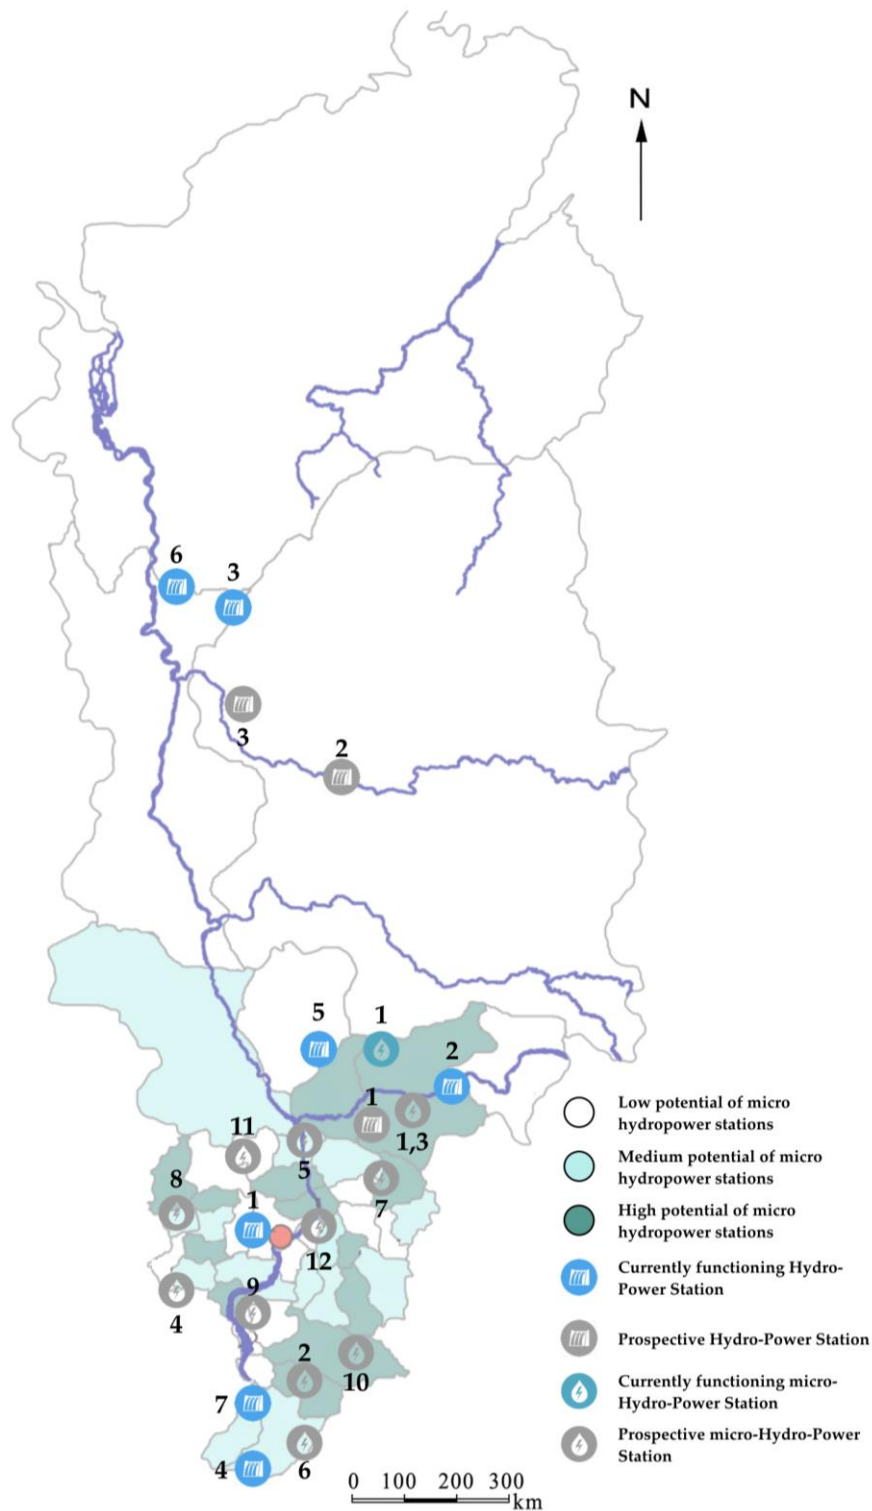 N
6
3
3
2
5
1
2
1
1,3
11
5
8
7
1
12
9
4
2
10
7
4
6
Low potential of micro
hydropower stations
Medium potential of micro
hydropower stations
High potential of micro
hydropower stations
Currently functioning Hydro-
Power Station
Prospective Hydro-Power Station
Currently functioning micro-
Hydro-Power Station
Prospective micro-Hydro-Power
Station
0 100 200 300
km